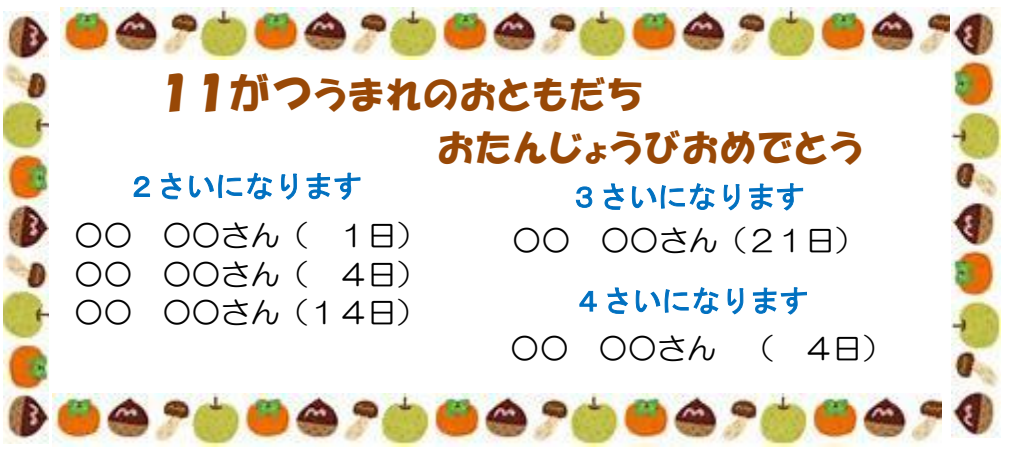 11がつうまれのおともだち
おたんじょうびおめでとう
2さいになります
〇〇　〇〇さん（　1日）
〇〇　〇〇さん（　4日）
〇〇　〇〇さん（14日）
3さいになります
〇〇　〇〇さん（21日）
4さいになります
〇〇　〇〇さん　（　4日）